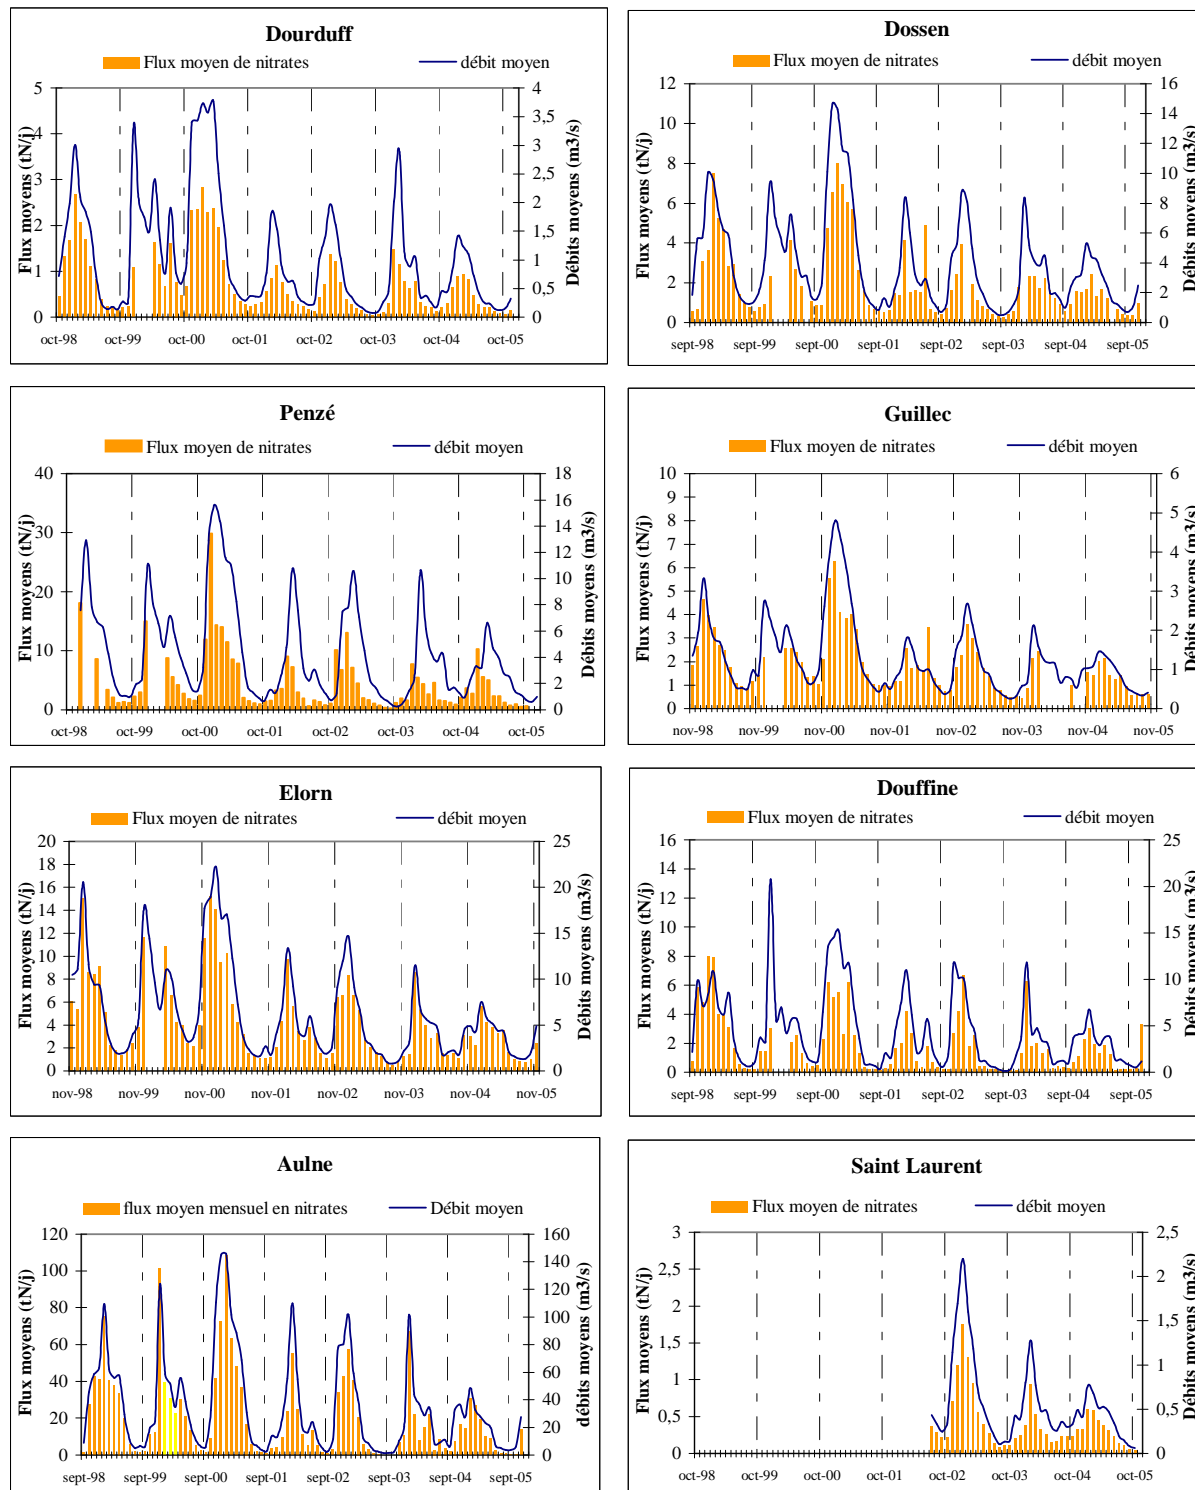 Dourduff
Flux moyen de nitrates
débit moyen
Flux moyens (tN/j)
5
4
3
2
1
0
4
3,5
3
2,5
2
1,5
1
0,5
0
Débits moyens (m3/s)
oct-98 oct-99 oct-00 oct-01 oct-02 oct-03 oct-04 oct-05
Dossen
Flux moyen de nitrates
débit moyen
Flux moyens (tN/j)
12
10
8
6
4
2
0
16
14
12
10
8
6
4
2
0
Débits moyens (m3/s)
sept-98 sept-99 sept-00 sept-01 sept-02 sept-03 sept-04 sept-05
Penzé
Flux moyen de nitrates
débit moyen
Flux moyens (tN/j)
40
30
20
10
0
18
16
14
12
10
8
6
4
2
0
Débits moyens (m3/s)
oct-98 oct-99 oct-00 oct-01 oct-02 oct-03 oct-04 oct-05
Guillec
Flux moyen de nitrates
débit moyen
Flux moyens (tN/j)
10
9
8
7
6
5
4
3
2
1
0
6
5
4
3
2
1
0
Débits moyens (m3/s)
nov-98 nov-99 nov-00 nov-01 nov-02 nov-03 nov-04 nov-05
Elorn
Flux moyen de nitrates
débit moyen
Flux moyens (tN/j)
20
18
16
14
12
10
8
6
4
2
0
25
20
15
10
5
0
Débits moyens (m3/s)
nov-98 nov-99 nov-00 nov-01 nov-02 nov-03 nov-04 nov-05
Douffine
Flux moyen de nitrates
débit moyen
Flux moyens (tN/j)
16
14
12
10
8
6
4
2
0
25
20
15
10
5
0
Débits moyens (m3/s)
sept-98 sept-99 sept-00 sept-01 sept-02 sept-03 sept-04 sept-05
Aulne
flux moyen mensuel en nitrates
Débit moyen
Flux moyens (tN/j)
120
100
80
60
40
20
0
160
140
120
100
80
60
40
20
0
débits moyens (m3/s)
sept-98 sept-99 sept-00 sept-01 sept-02 sept-03 sept-04 sept-05
Saint Laurent
Flux moyen de nitrates
débit moyen
Flux moyens (tN/j)
3
2,5
2
1,5
1
0,5
0
2,5
2
1,5
1
0,5
0
Débits moyens (m3/s)
oct-98 oct-99 oct-00 oct-02 oct-03 oct-04 oct-05